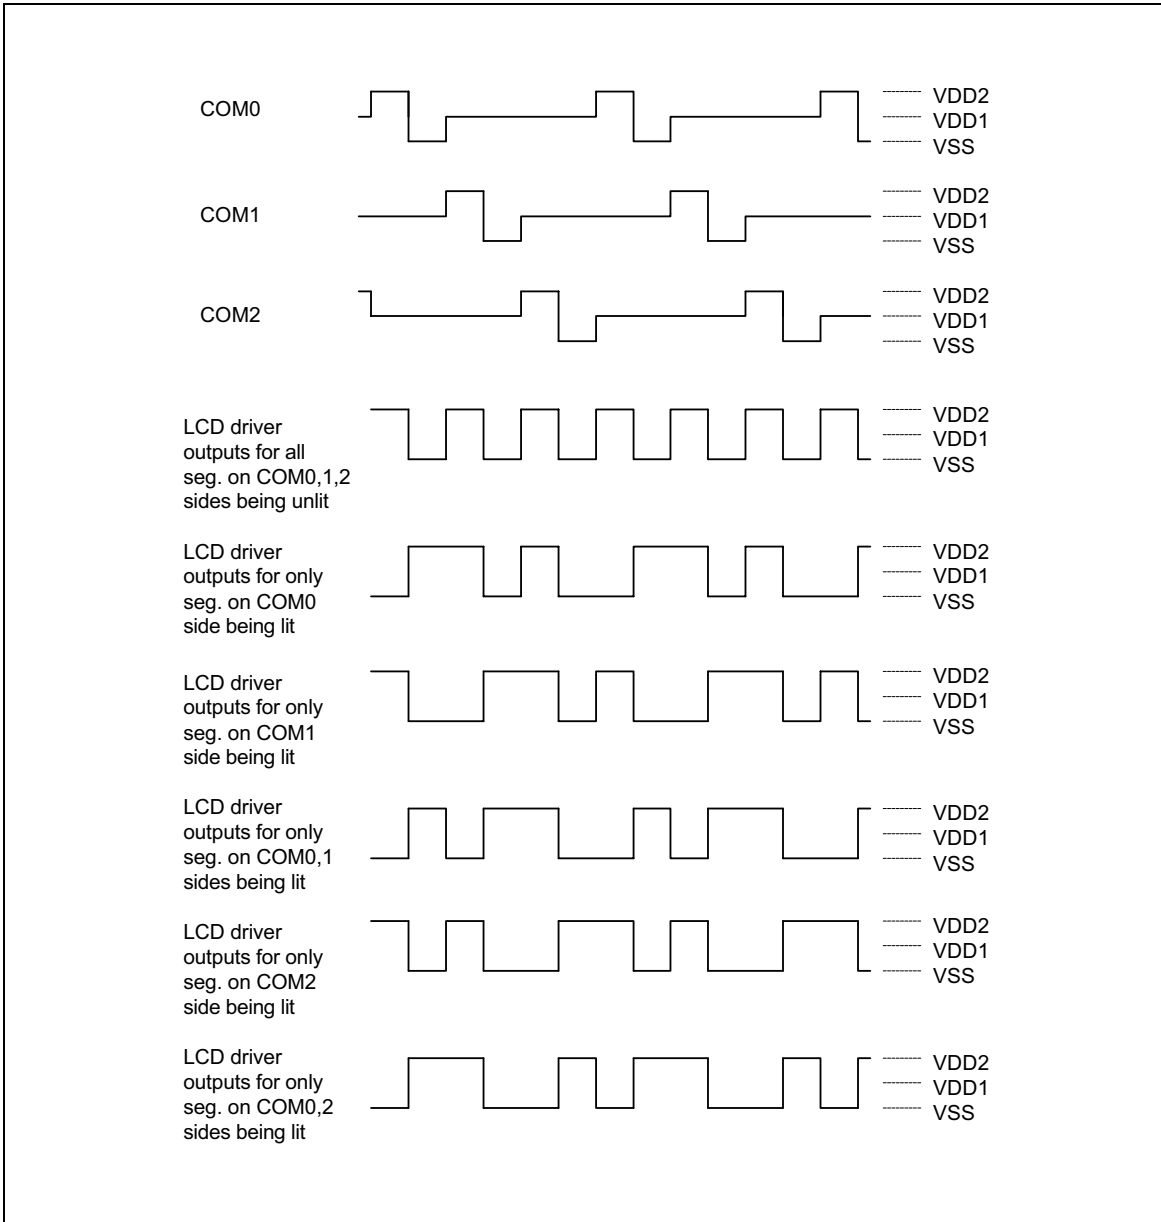 COM0
VDD2
VDD1
VSS
COM1
VDD2
VDD1
VSS
COM2
VDD2
VDD1
VSS
LCD driver
outputs for all
seg. on COM0,1,2
sides being unlit
VDD2
VDD1
VSS
LCD driver
outputs for only
seg. on COM0
side being lit
VDD2
VDD1
VSS
LCD driver
outputs for only
seg. on COM1
side being lit
VDD2
VDD1
VSS
LCD driver
outputs for only
seg. on COM0,1
sides being lit
VDD2
VDD1
VSS
LCD driver
outputs for only
seg. on COM2
side being lit
VDD2
VDD1
VSS
LCD driver
outputs for only
seg. on COM0,2
sides being lit
VDD2
VDD1
VSS